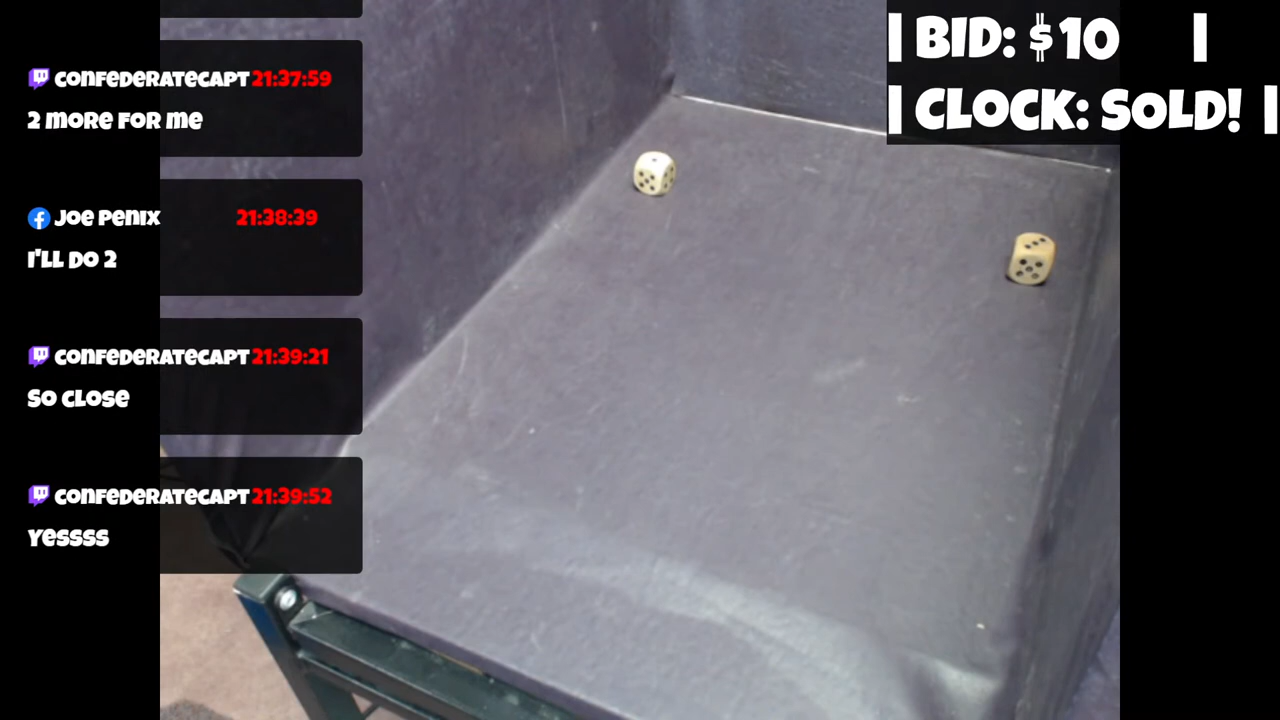 CONFEDERATECAPT 21:37:59
2 MORE FOR ME
JOE PENIX 21:38:39
I'LL DO 2
CONFEDERATECAPT 21:39:21
SO CLOSE
CONFEDERATECAPT 21:39:52
YESSSS
| BID: $10 |
| CLOCK: SOLD! |